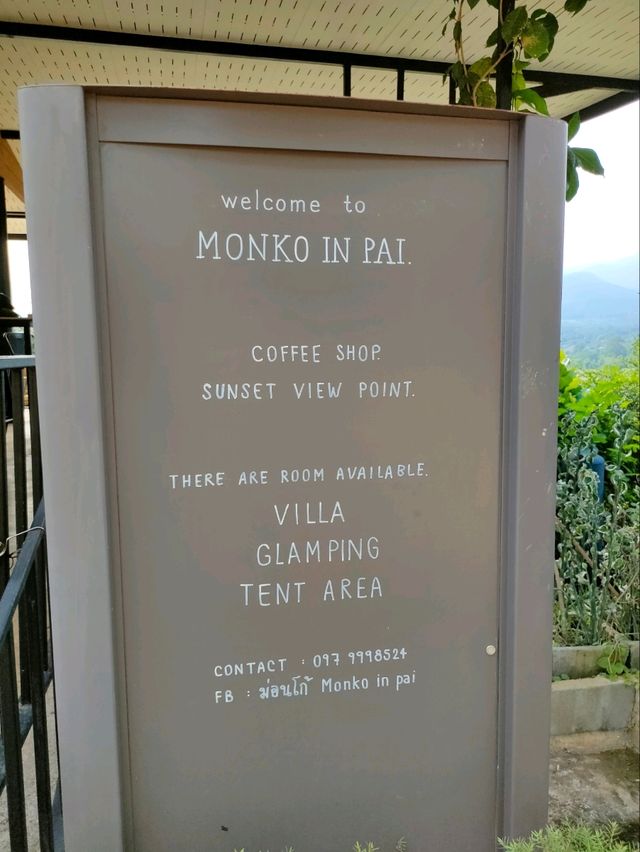 welcome to
MONKO IN PAI.
COFFEE SHOP.
SUNSET VIEW POINT.
THERE ARE ROOM AVAILABLE.
VILLA
GLAMPING
TENT AREA
CONTACT : 097 9998524
FB : ม่อนโก้ Monko in pai